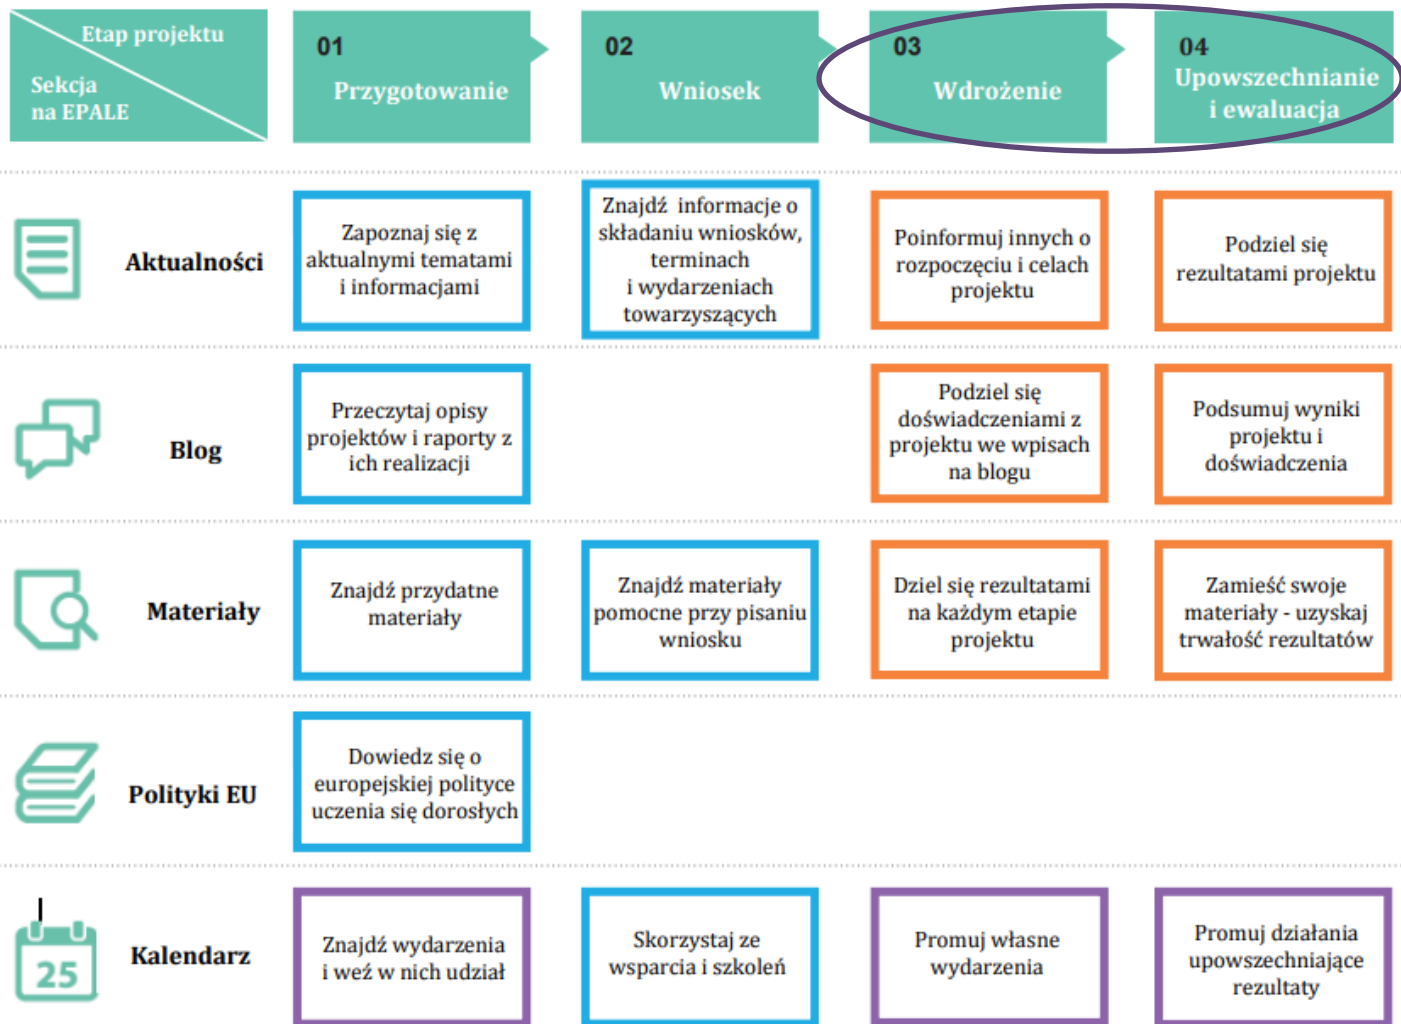 Etap projektu
Sekcja
na EPALE
01
Przygotowanie
02
Wniosek
03
Wdrożenie
04
Upowszechnianie
i ewaluacja
Aktualności
Zapoznaj się z
aktualnymi tematami
i informacjami
Znajdź informacje o
składaniu wniosków,
terminach
i wydarzeniach
towarzyszących
Poinformuj innych o
rozpoczęciu i celach
projektu
Podziel się
rezultatami projektu
Blog
Przeczytaj opisy
projektów i raporty z
ich realizacji
Podziel się
doświadczeniami z
projektu we wpisach
na blogu
Podsumuj wyniki
projektu i
doświadczenia
Materiały
Znajdź przydatne
materiały
Znajdź materiały
pomocne przy pisaniu
wniosku
Dziel się rezultatami
na każdym etapie
projektu
Zamieść swoje
materiały - uzyskaj
trwałość rezultatów
Polityki EU
Dowiedz się o
europejskiej polityce
uczenia się dorosłych
25
Kalendarz
Znajdź wydarzenia
i weź w nich udział
Skorzystaj ze
wsparcia i szkoleń
Promuj własne
wydarzenia
Promuj działania
upowszechniające
rezultaty